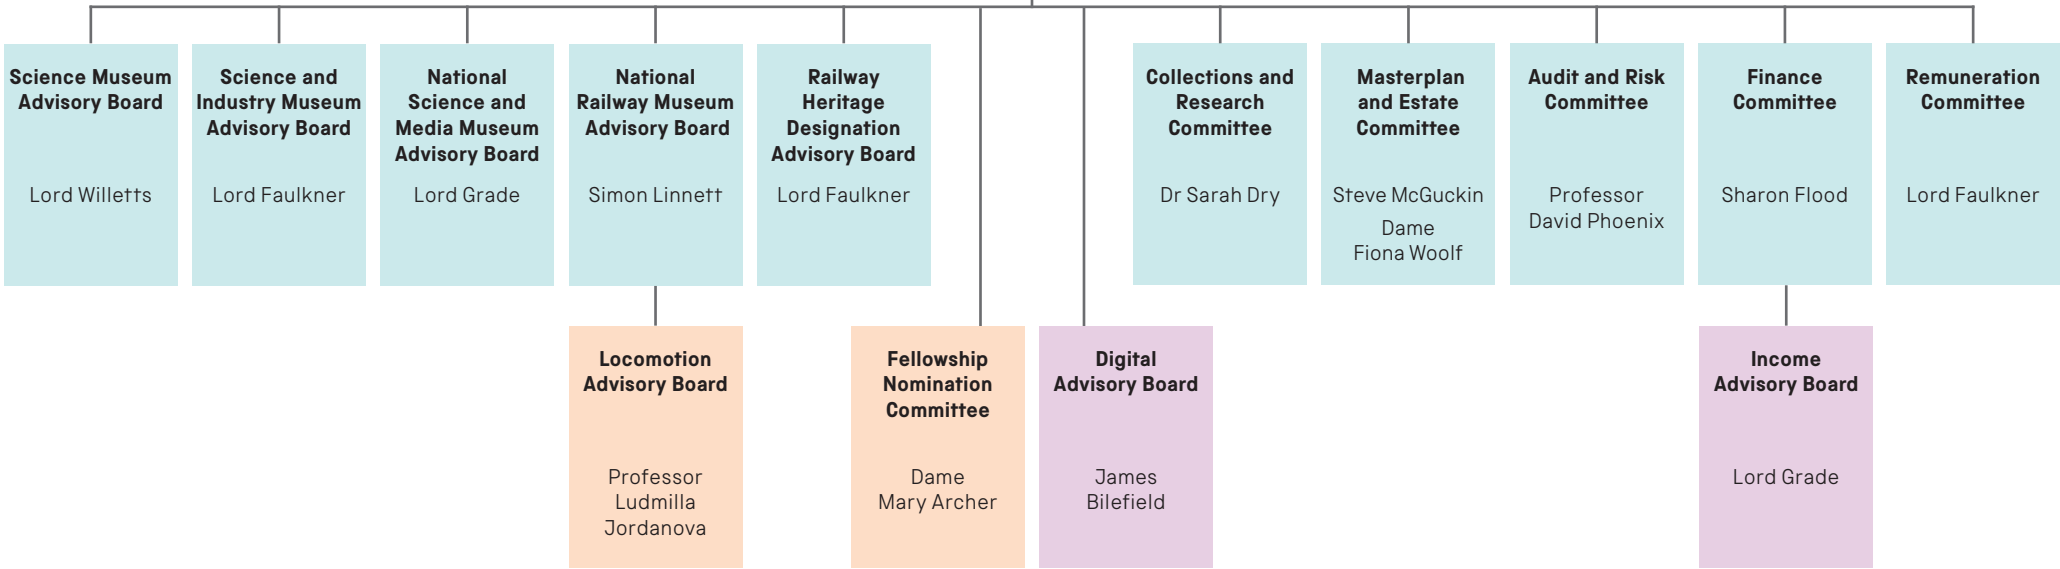 Science Museum
Advisory Board
Lord Willetts
Science and
Industry Museum
Advisory Board
Lord Faulkner
National
Science and
Media Museum
Advisory Board
Lord Grade
National
Railway Museum
Advisory Board
Simon Linnett
Railway
Heritage
Designation
Advisory Board
Lord Faulkner
Collections and
Research
Committee
Dr Sarah Dry
Masterplan
and Estate
Committee
Steve McGuckin
Dame
Fiona Woolf
Audit and Risk
Committee
Professor
David Phoenix
Finance
Committee
Sharon Flood
Remuneration
Committee
Lord Faulkner
Locomotion
Advisory Board
Professor
Ludmilla
Jordanova
Fellowship
Nomination
Committee
Dame
Mary Archer
Digital
Advisory Board
James
Bilefield
Income
Advisory Board
Lord Grade